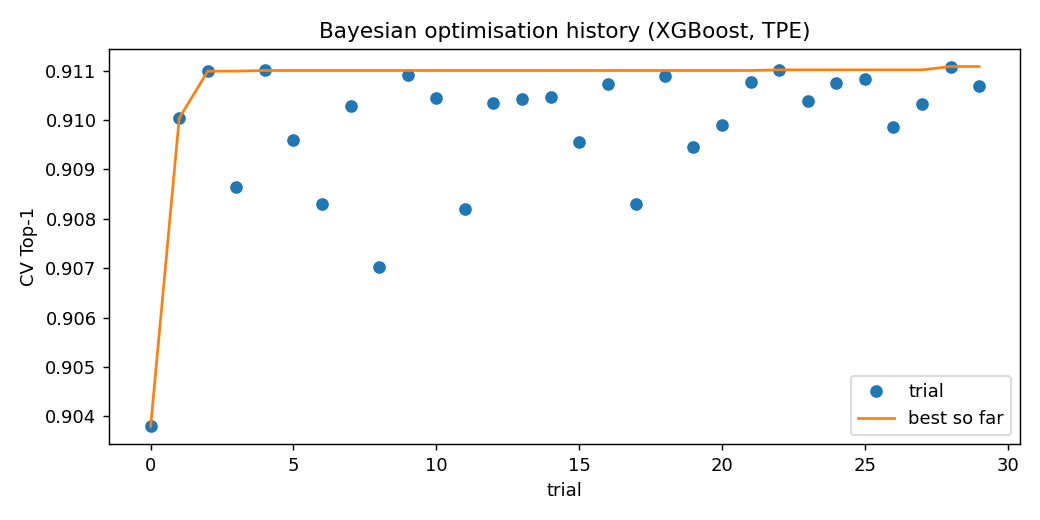 Bayesian optimisation history (XGBoost, TPE)
CV Top-1
0.911
0.910
0.909
0.908
0.907
0.906
0.905
0.904
trial
best so far
0 5 10 15 20 25 30
trial